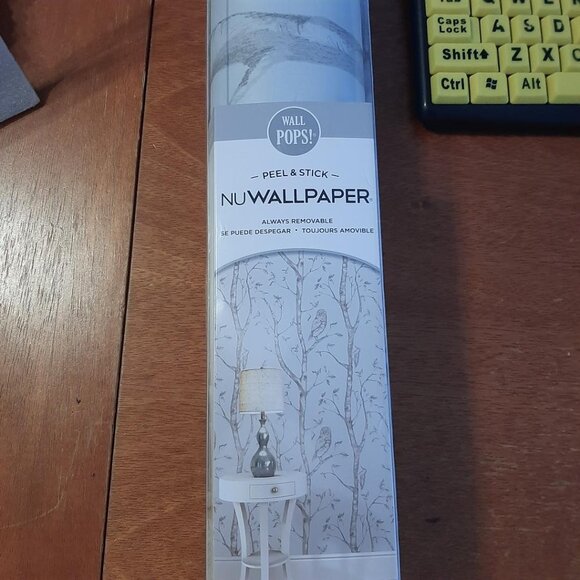 WALL
POPS!®
— PEEL & STICK —
NUWALLPAPER®
ALWAYS REMOVABLE
SE PUEDE DESPEGAR • TOUJOURS AMOVIBLE
Caps
Lock
A
S
D
Shift
Z
X
Ctrl
Alt